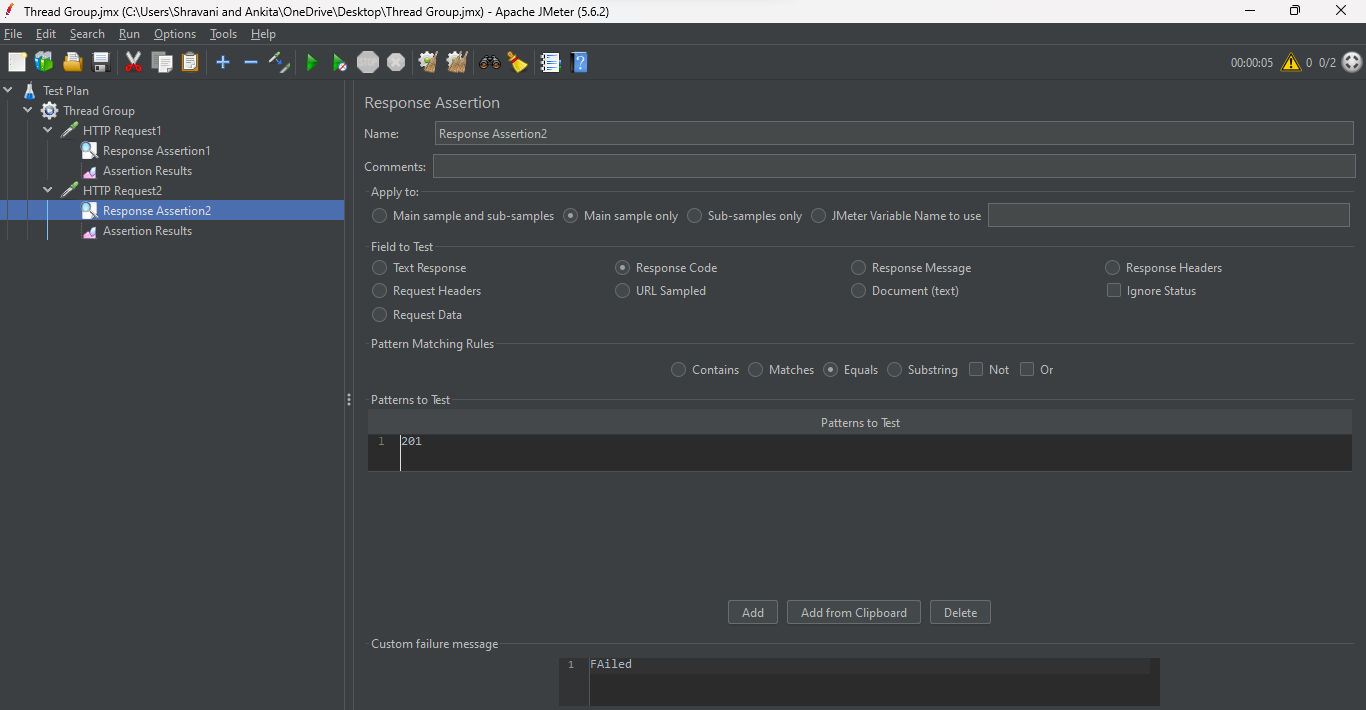 Thread Group.jmx (C:\Users\Shravani and Ankita\OneDrive\Desktop\Thread Group.jmx) - Apache JMeter (5.6.2)
File Edit Search Run Options Tools Help
STOP 00:00:05 0 0/2
Test Plan
Thread Group
HTTP Request1
Response Assertion1
Assertion Results
HTTP Request2
Response Assertion2
Assertion Results
Response Assertion
Name: Response Assertion2
Comments:
Apply to:
Main sample and sub-samples Main sample only Sub-samples only JMeter Variable Name to use
Field to Test
Text Response Response Code Response Message Response Headers
Request Headers URL Sampled Document (text) Ignore Status
Request Data
Pattern Matching Rules
Contains Matches Equals Substring Not Or
Patterns to Test
Patterns to Test
1 201
Add Add from Clipboard Delete
Custom failure message
1 FAiled